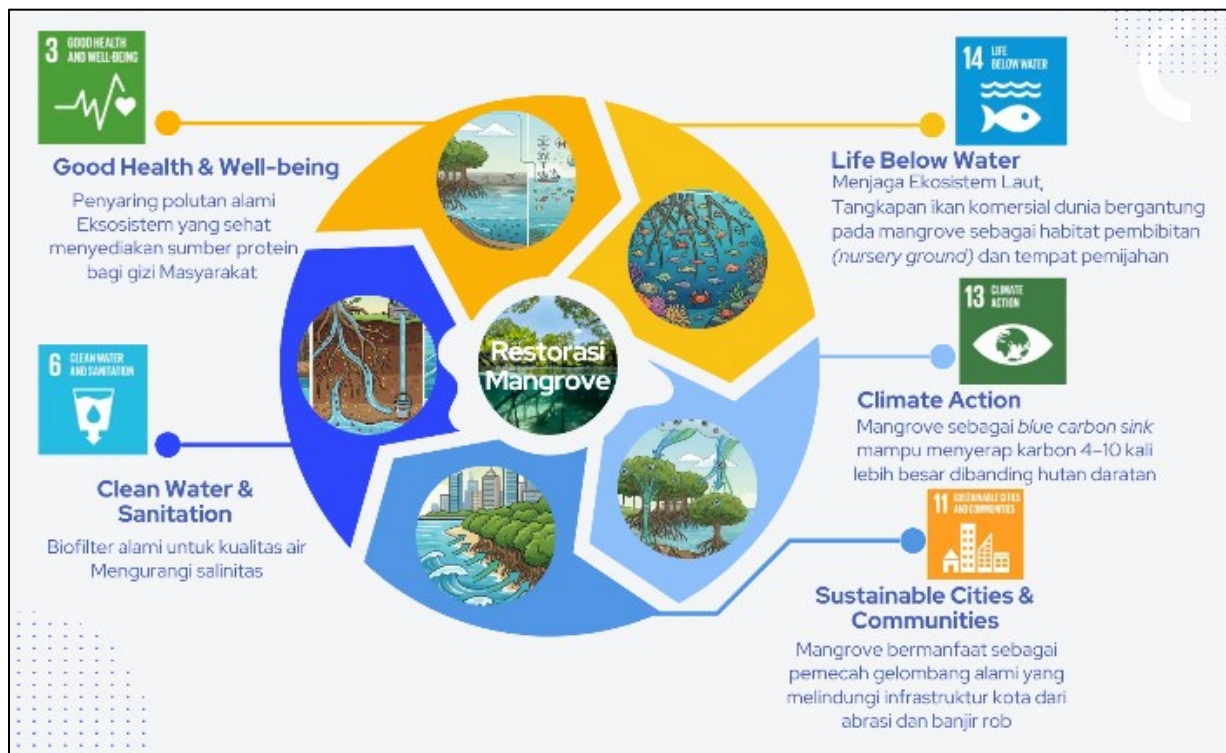 3 GOOD HEALTH
AND WELL-BEING
Good Health & Well-being
Penyaring polutan alami
Eksosistem yang sehat
menyediakan sumber protein
bagi gizi Masyarakat
6 CLEAN WATER
AND SANITATION
Clean Water &
Sanitation
Biofilter alami untuk kualitas air
Mengurangi salinitas
Restorasi
Mangrove
14 LIFE
BELOW WATER
Life Below Water
Menjaga Ekosistem Laut,
Tangkapan ikan komersial dunia bergantung
pada mangrove sebagai habitat pembibitan
(nursery ground) dan tempat pemijahan
13 CLIMATE
ACTION
Climate Action
Mangrove sebagai blue carbon sink
mampu menyerap karbon 4–10 kali
lebih besar dibanding hutan daratan
11 SUSTAINABLE CITIES
AND COMMUNITIES
Sustainable Cities &
Communities
Mangrove bermanfaat sebagai
pemecah gelombang alami yang
melindungi infrastruktur kota dari
abrasi dan banjir rob